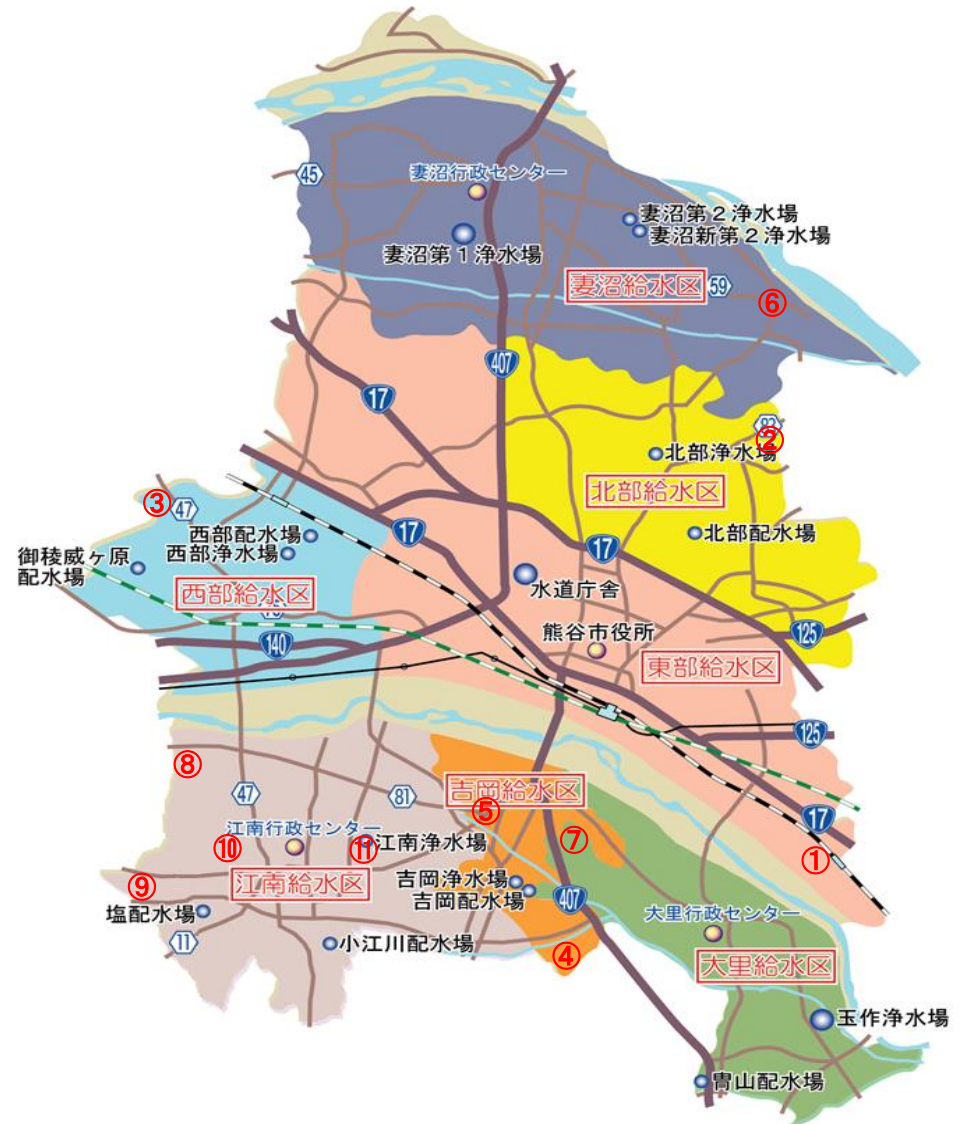 45
妻沼行政センター
妻沼第1浄水場
妻沼第2浄水場
妻沼新第2浄水場
妻沼給水区
59
⑥
407
17
②
北部浄水場
北部給水区
北部配水場
③
47
西部配水場
西部浄水場
御稜威ヶ原
配水場
西部給水区
140
17
17
水道庁舎
熊谷市役所
東部給水区
125
125
17
①
⑧
47
81
吉岡給水区
⑤
⑦
江南行政センター
⑩
⑪
江南浄水場
江南給水区
⑨
塩配水場
11
小江川配水場
吉岡浄水場
吉岡配水場
407
④
大里行政センター
大里給水区
玉作浄水場
冑山配水場